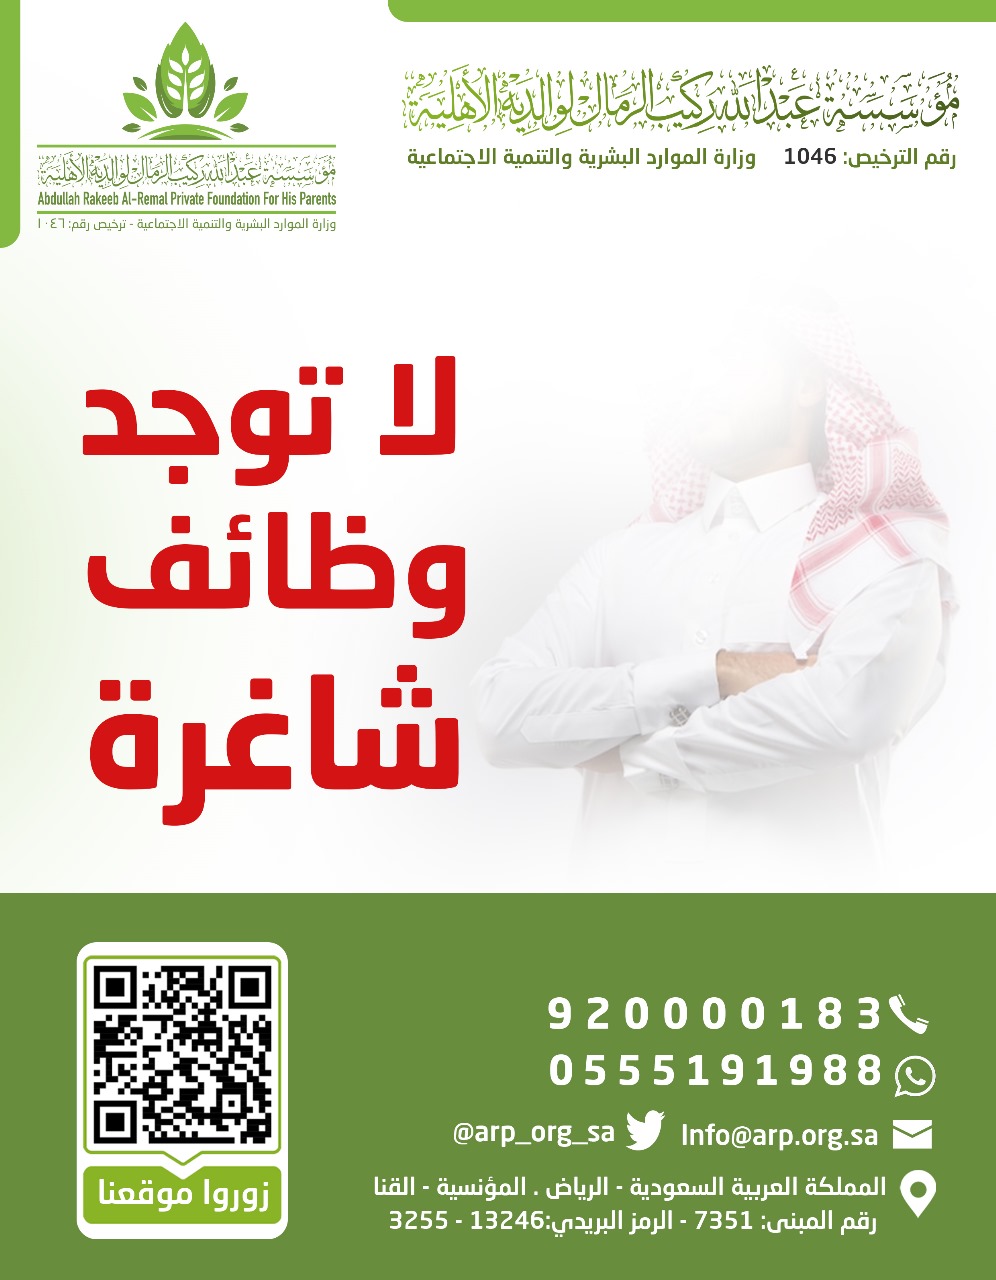 مؤسسة عبدالله ركيب الرمال لوالديه الأهلية
رقم الترخيص: 1046 وزارة الموارد البشرية والتنمية الاجتماعية
مؤسسة عبدالله ركيب الرمال لوالديه الأهلية
Abdullah Rakeeb Al-Remal Private Foundation For His Parents
وزارة الموارد البشرية والتنمية الاجتماعية - ترخيص رقم: ١٠٤٦
لا توجد
وظائف
شاغرة
920000183
0555191988
Info@arp.org.sa @arp_org_sa
المملكة العربية السعودية - الرياض . المؤنسية - القنا
رقم المبنى: 7351 - الرمز البريدي:13246 - 3255
زوروا موقعنا